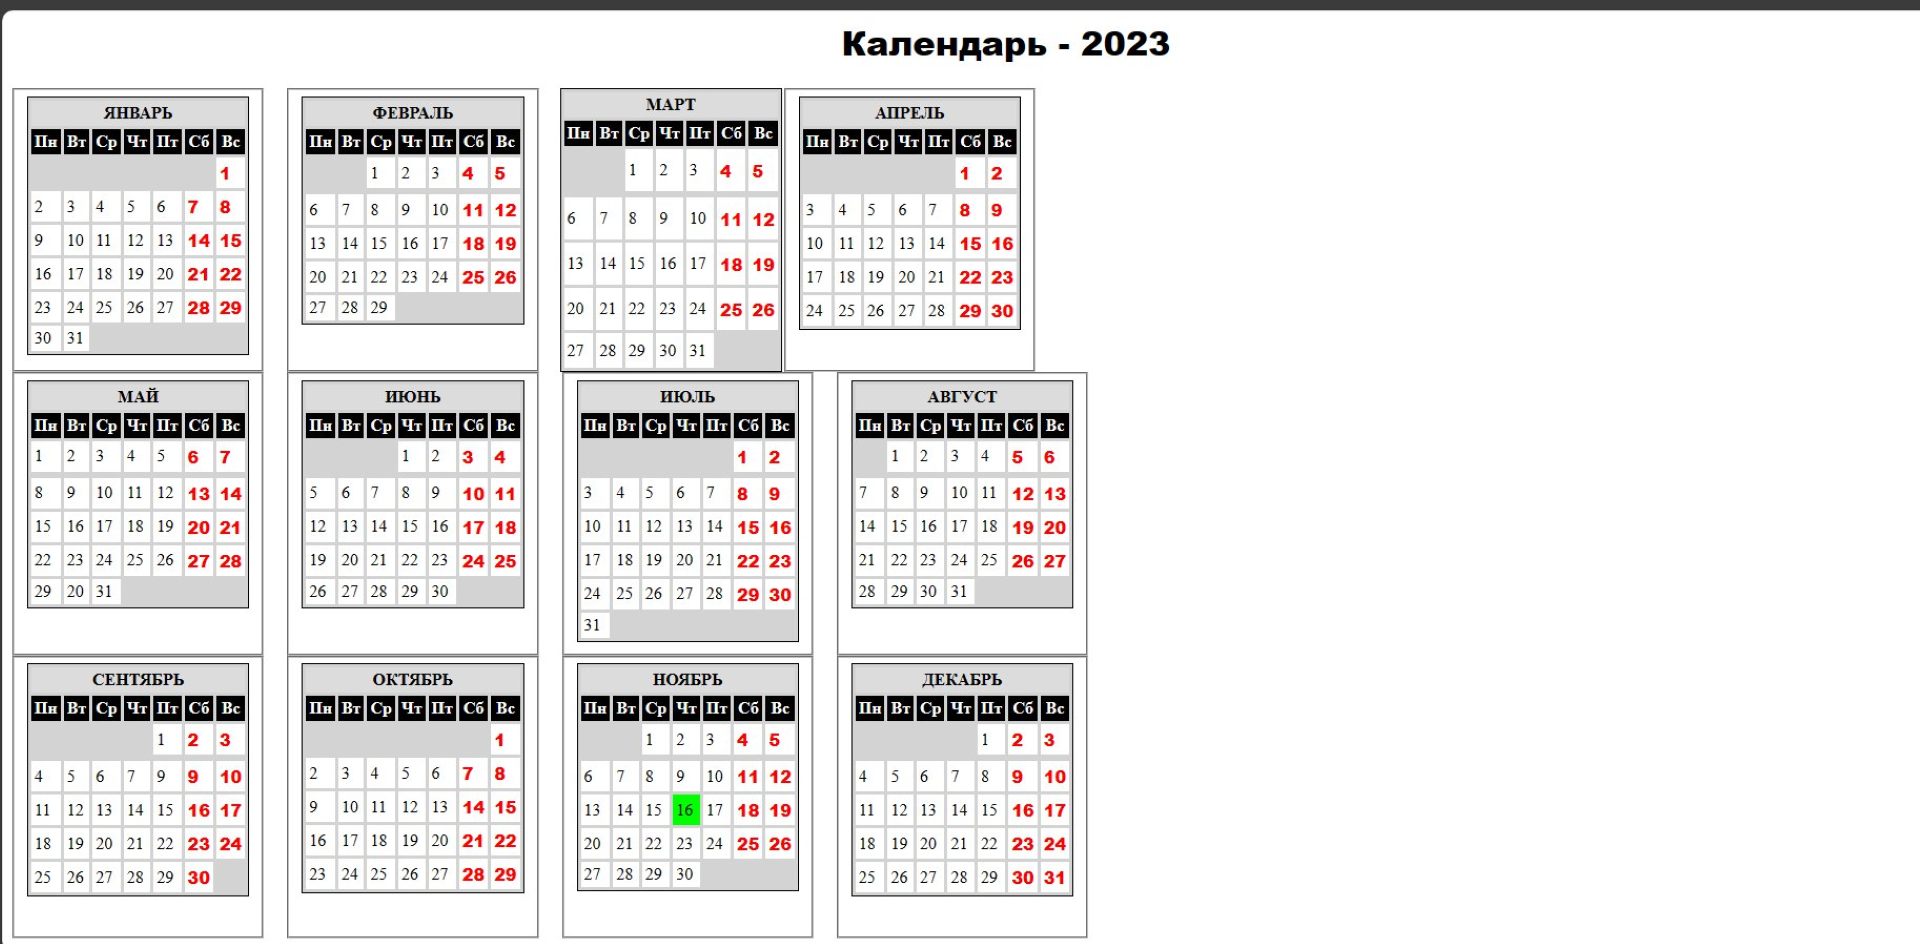 Календарь - 2023
ЯНВАРЬ
Пн Вт Ср Чт Пт Сб Вс
1
2 3 4 5 6 7 8
9 10 11 12 13 14 15
16 17 18 19 20 21 22
23 24 25 26 27 28 29
30 31
ФЕВРАЛЬ
Пн Вт Ср Чт Пт Сб Вс
1 2 3 4 5
6 7 8 9 10 11 12
13 14 15 16 17 18 19
20 21 22 23 24 25 26
27 28 29
МАРТ
Пн Вт Ср Чт Пт Сб Вс
1 2 3 4 5
6 7 8 9 10 11 12
13 14 15 16 17 18 19
20 21 22 23 24 25 26
27 28 29 30 31
АПРЕЛЬ
Пн Вт Ср Чт Пт Сб Вс
1 2
3 4 5 6 7 8 9
10 11 12 13 14 15 16
17 18 19 20 21 22 23
24 25 26 27 28 29 30
МАЙ
Пн Вт Ср Чт Пт Сб Вс
1 2 3 4 5 6 7
8 9 10 11 12 13 14
15 16 17 18 19 20 21
22 23 24 25 26 27 28
29 20 31
ИЮНЬ
Пн Вт Ср Чт Пт Сб Вс
1 2 3 4
5 6 7 8 9 10 11
12 13 14 15 16 17 18
19 20 21 22 23 24 25
26 27 28 29 30
ИЮЛЬ
Пн Вт Ср Чт Пт Сб Вс
1 2
3 4 5 6 7 8 9
10 11 12 13 14 15 16
17 18 19 20 21 22 23
24 25 26 27 28 29 30
31
АВГУСТ
Пн Вт Ср Чт Пт Сб Вс
1 2 3 4 5 6
7 8 9 10 11 12 13
14 15 16 17 18 19 20
21 22 23 24 25 26 27
28 29 30 31
СЕНТЯБРЬ
Пн Вт Ср Чт Пт Сб Вс
1 2 3
4 5 6 7 9 9 10
11 12 13 14 15 16 17
18 19 20 21 22 23 24
25 26 27 28 29 30
ОКТЯБРЬ
Пн Вт Ср Чт Пт Сб Вс
1
2 3 4 5 6 7 8
9 10 11 12 13 14 15
16 17 18 19 20 21 22
23 24 25 26 27 28 29
НОЯБРЬ
Пн Вт Ср Чт Пт Сб Вс
1 2 3 4 5
6 7 8 9 10 11 12
13 14 15 16 17 18 19
20 21 22 23 24 25 26
27 28 29 30
ДЕКАБРЬ
Пн Вт Ср Чт Пт Сб Вс
1 2 3
4 5 6 7 8 9 10
11 12 13 14 15 16 17
18 19 20 21 22 23 24
25 26 27 28 29 30 31